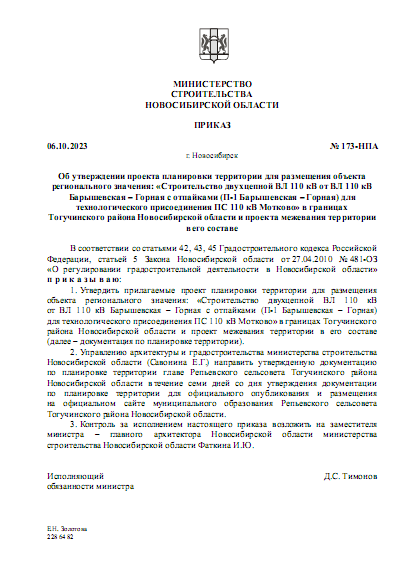 МИНИСТЕРСТВО
СТРОИТЕЛЬСТВА
НОВОСИБИРСКОЙ ОБЛАСТИ
ПРИКАЗ
06.10.2023 № 173-НПА
г. Новосибирск
Об утверждении проекта планировки территории для размещения объекта
регионального значения: «Строительство двухцепной ВЛ 110 кВ от ВЛ 110 кВ
Барышевская – Горная с отпайками (П-1 Барышевская – Горная) для
технологического присоединения ПС 110 кВ Мотково» в границах
Тогучинского района Новосибирской области и проекта межевания территории
в его составе
В соответствии со статьями 42, 43, 45 Градостроительного кодекса Российской
Федерации, статьей 5 Закона Новосибирской области от 27.04.2010 № 481-ОЗ
«О регулировании градостроительной деятельности в Новосибирской области»
п р и к а з ы в а ю:
1. Утвердить прилагаемые проект планировки территории для размещения
объекта регионального значения: «Строительство двухцепной ВЛ 110 кВ
от ВЛ 110 кВ Барышевская – Горная с отпайками (П-1 Барышевская – Горная)
для технологического присоединения ПС 110 кВ Мотково» в границах Тогучинского
района Новосибирской области и проект межевания территории в его составе
(далее – документация по планировке территории).
2. Управлению архитектуры и градостроительства министерства строительства
Новосибирской области (Савонина Е.Г.) направить утвержденную документацию
по планировке территории главе Репьевского сельсовета Тогучинского района
Новосибирской области в течение семи дней со дня утверждения документации
по планировке территории для официального опубликования и размещения
на официальном сайте муниципального образования Репьевского сельсовета
Тогучинского района Новосибирской области.
3. Контроль за исполнением настоящего приказа возложить на заместителя
министра – главного архитектора Новосибирской области министерства
строительства Новосибирской области Фаткина И.Ю.
Исполняющий Д.С. Тимонов
обязанности министра
Е.Н. Золотова
228 64 82